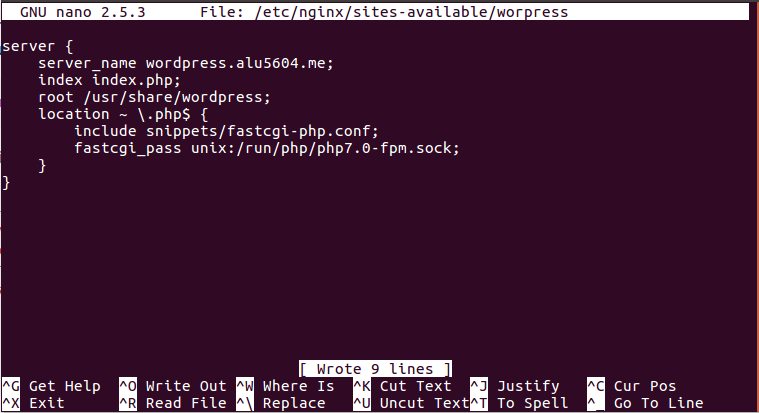 GNU nano 2.5.3 File: /etc/nginx/sites-available/worpress
server {
    server_name wordpress.alu5604.me;
    index index.php;
    root /usr/share/wordpress;
    location ~ \.php$ {
        include snippets/fastcgi-php.conf;
        fastcgi_pass unix:/run/php/php7.0-fpm.sock;
    }
}
[ Wrote 9 lines ]
^G Get Help ^O Write Out ^W Where Is ^K Cut Text ^J Justify ^C Cur Pos
^X Exit ^R Read File ^\ Replace ^U Uncut Text ^T To Spell ^_ Go To Line